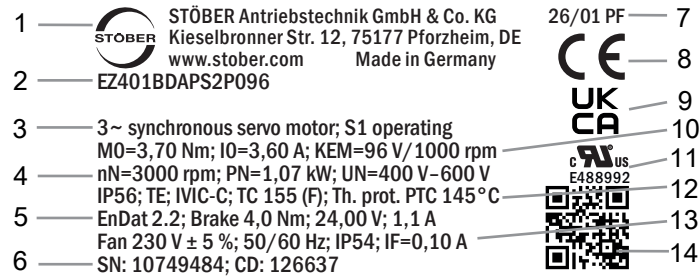 1
STÖBER
STÖBER Antriebstechnik GmbH & Co. KG
Kieselbronner Str. 12, 75177 Pforzheim, DE
www.stober.com Made in Germany
26/01 PF
7
CE
8
2
EZ401BDAPS2P096
UK
CA
9
3
3~ synchronous servo motor; S1 operating
M0=3,70 Nm; I0=3,60 A; KEM=96 V/1000 rpm
10
4
nN=3000 rpm; PN=1,07 kW; UN=400 V–600 V
c RU US
11
E488992
IP56; TE; IVIC-C; TC 155 (F); Th. prot. PTC 145°C
12
5
EnDat 2.2; Brake 4,0 Nm; 24,00 V; 1,1 A
Fan 230 V ± 5 %; 50/60 Hz; IP54; IF=0,10 A
13
6
SN: 10749484; CD: 126637
14